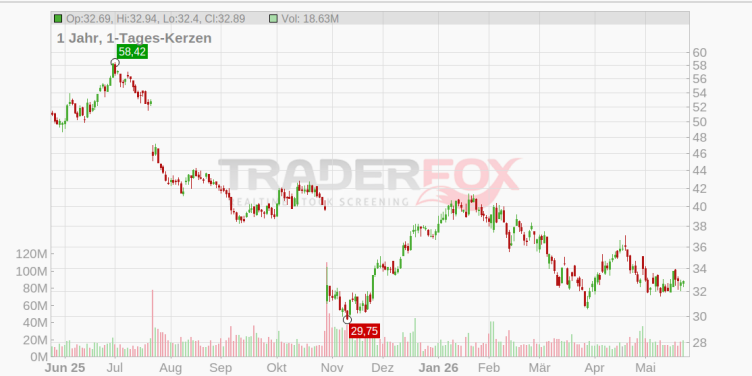 Op:32.69, Hi:32.94, Lo:32.4, Cl:32.89 Vol: 18.63M
1 Jahr, 1-Tages-Kerzen
58,42
60
58
56
54
52
50
48
46
44
42
40
38
36
34
32
30
28
TRADERFOX
REALTIME STOCK SCREENING
29,75
120M
100M
80M
60M
40M
20M
0M
Jun 25 Jul Aug Sep Okt Nov Dez Jan 26 Feb Mär Apr Mai